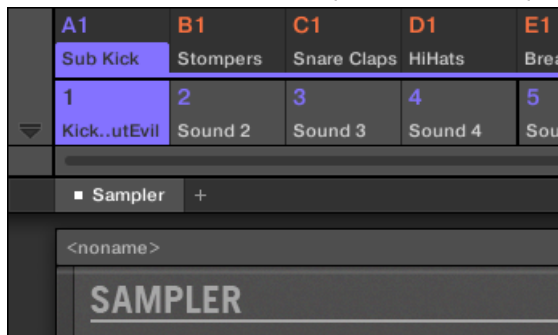 A1 B1 C1 D1 E1
Sub Kick Stompers Snare Claps HiHats
1 2 3 4 5
Kick..utEvil Sound 2 Sound 3 Sound 4
Sampler +
<noname>
SAMPLER